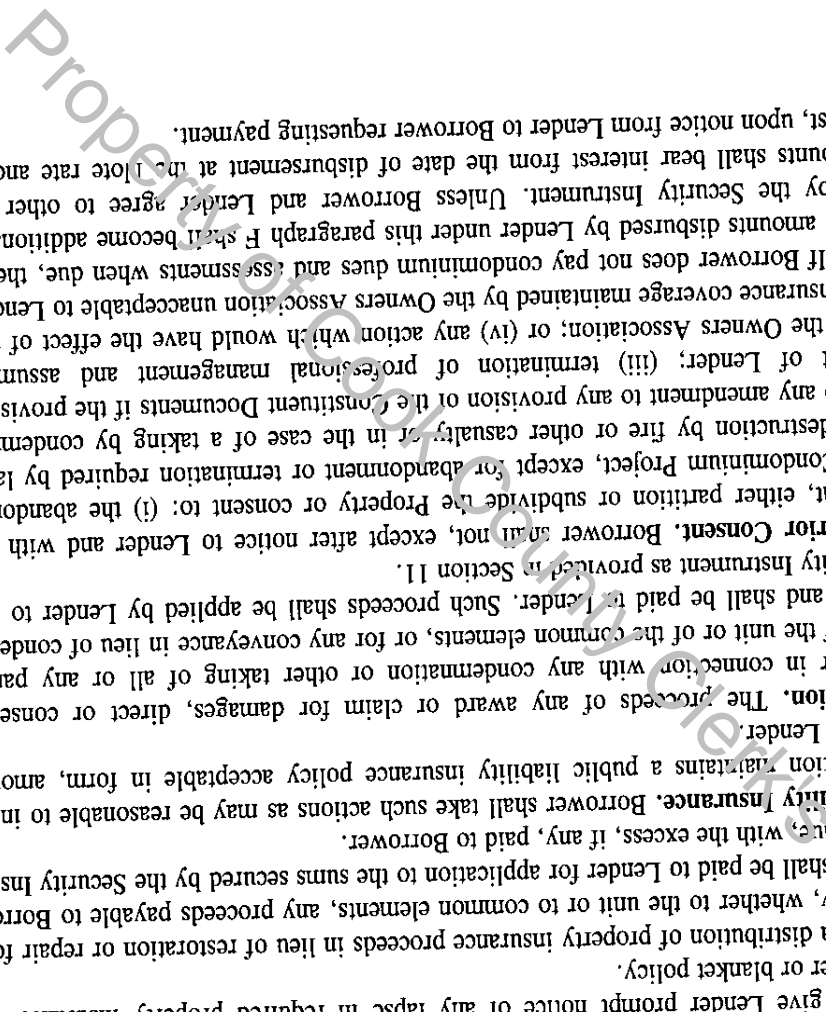 give Lender prompt notice of any lapse in required property insurance
er or blanket policy.
a distribution of property insurance proceeds in lieu of restoration or repair fo
y, whether to the unit or to common elements, any proceeds payable to Borro
shall be paid to Lender for application to the sums secured by the Security Ins
ue, with the excess, if any, paid to Borrower.
ility Insurance. Borrower shall take such actions as may be reasonable to in
tion maintains a public liability insurance policy acceptable in form, amo
Lender.
ion. The proceeds of any award or claim for damages, direct or conse
r in connection with any condemnation or other taking of all or any par
f the unit or of the common elements, or for any conveyance in lieu of conde
and shall be paid to Lender. Such proceeds shall be applied by Lender to
ity Instrument as provided in Section 11.
rior Consent. Borrower shall not, except after notice to Lender and with
t, either partition or subdivide the Property or consent to: (i) the abandon
Condominium Project, except for abandonment or termination required by la
destruction by fire or other casualty or in the case of a taking by condemn
any amendment to any provision of the Constituent Documents if the provis
t of Lender; (iii) termination of professional management and assum
the Owners Association; or (iv) any action which would have the effect of
nsurance coverage maintained by the Owners Association unacceptable to Lend
If Borrower does not pay condominium dues and assessments when due, the
amounts disbursed by Lender under this paragraph F shall become additiona
by the Security Instrument. Unless Borrower and Lender agree to other
ounts shall bear interest from the date of disbursement at the Note rate and
st, upon notice from Lender to Borrower requesting payment.
Property of Cook County Clerk's